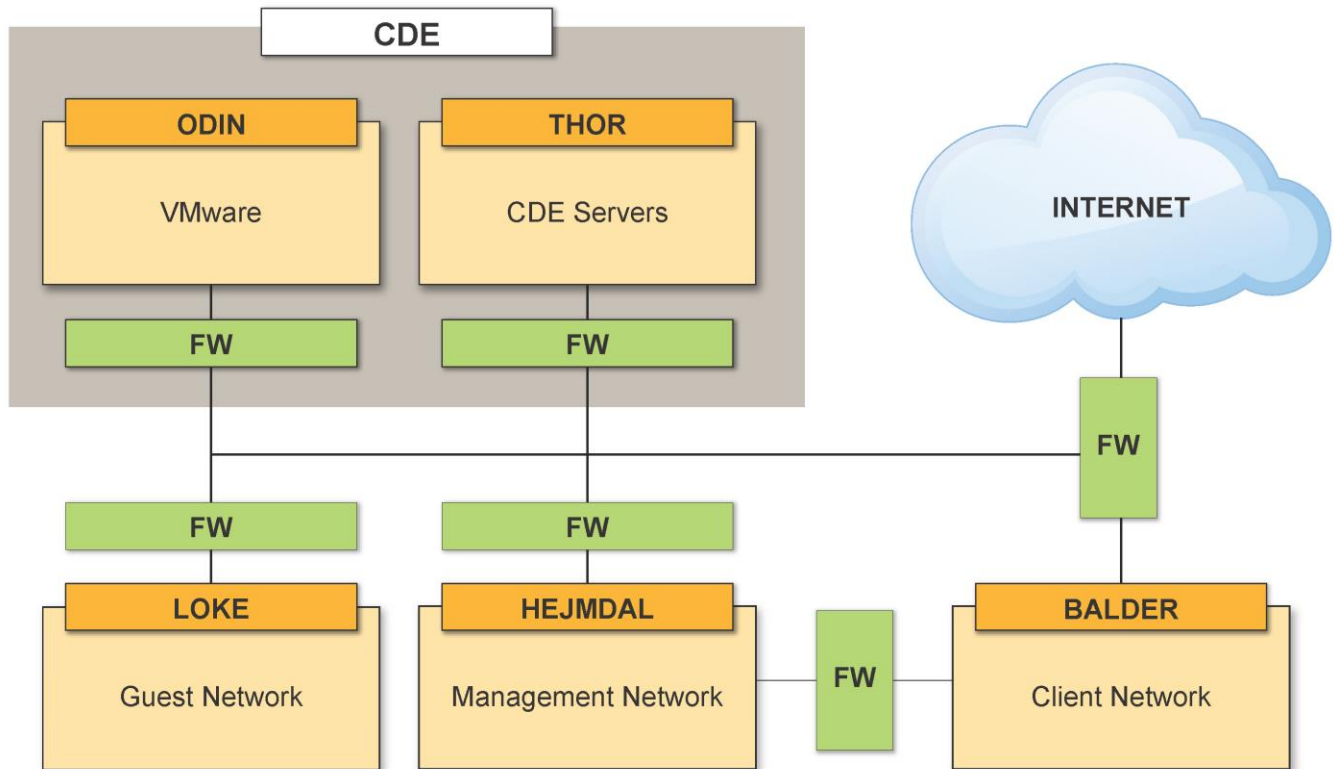 CDE
ODIN
THOR
VMware
CDE Servers
INTERNET
FW
FW
FW
FW
FW
LOKE
HEJMDAL
BALDER
Guest Network
Management Network
FW
Client Network